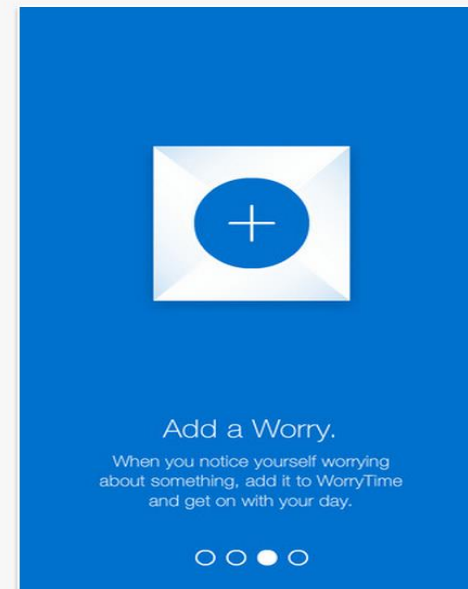 Add a Worry.
When you notice yourself worrying
about something, add it to WorryTime
and get on with your day.